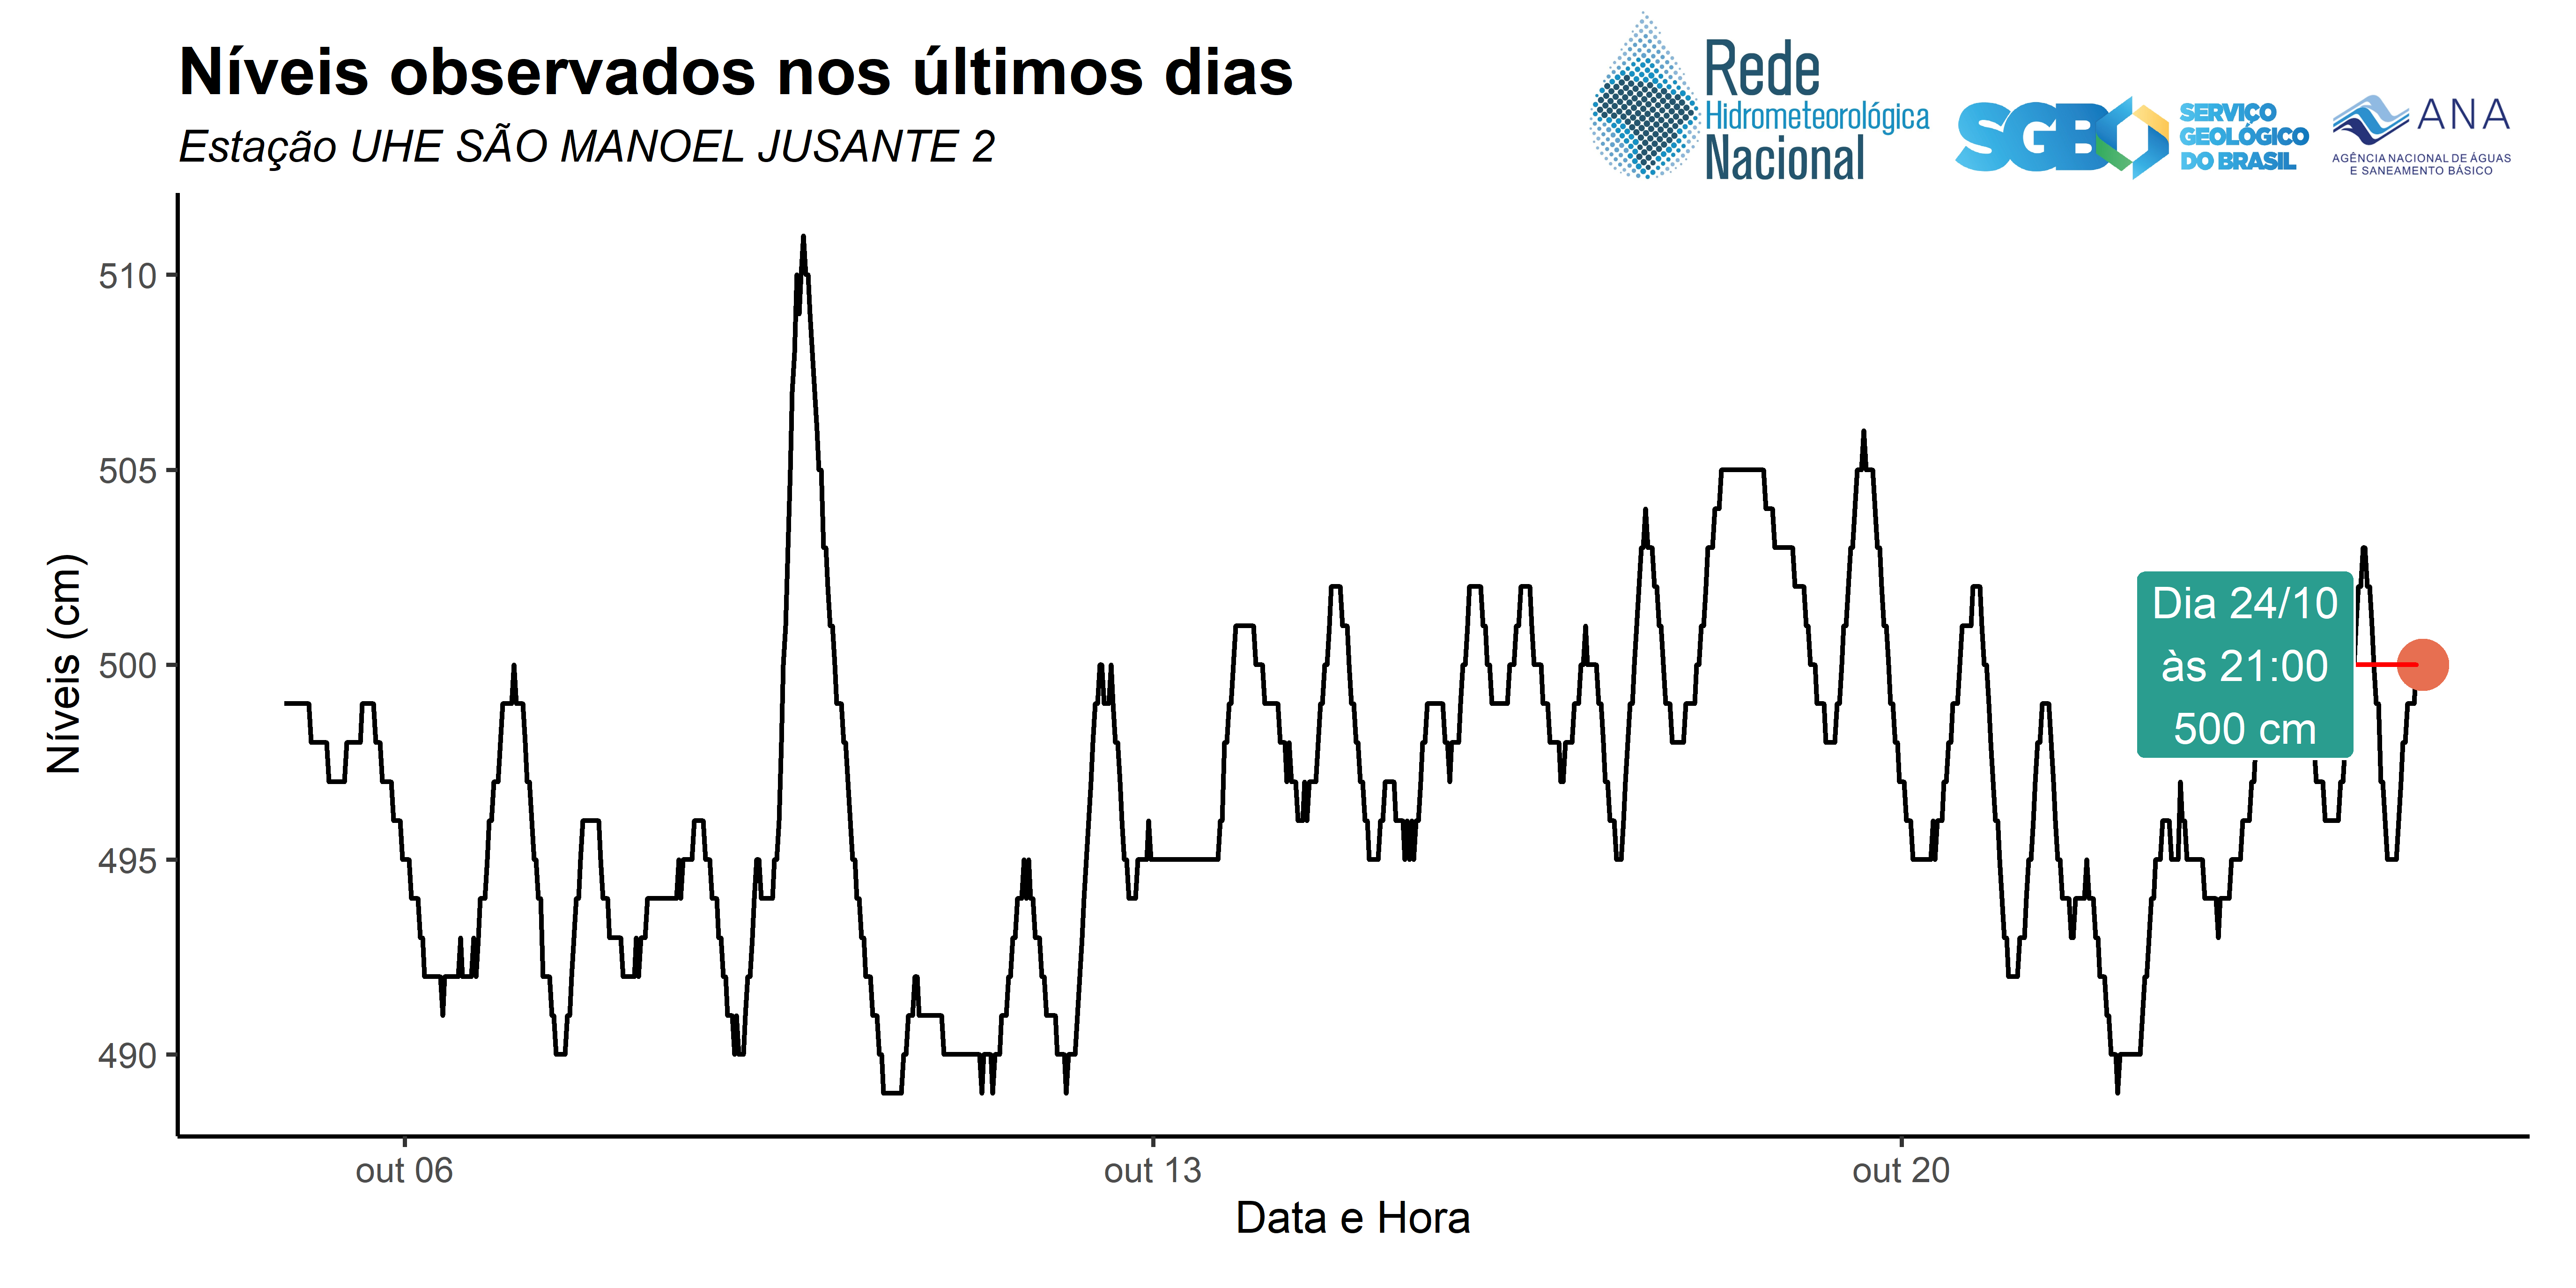 Níveis observados nos últimos dias
Estação UHE SÃO MANOEL JUSANTE 2
Rede
Hidrometeorológica
Nacional
SGB
SERVIÇO
GEOLÓGICO
DO BRASIL
ANA
AGÊNCIA NACIONAL DE ÁGUAS
E SANEAMENTO BÁSICO
Níveis (cm)
510
505
500
495
490
Dia 24/10
às 21:00
500 cm
out 06
out 13
out 20
Data e Hora